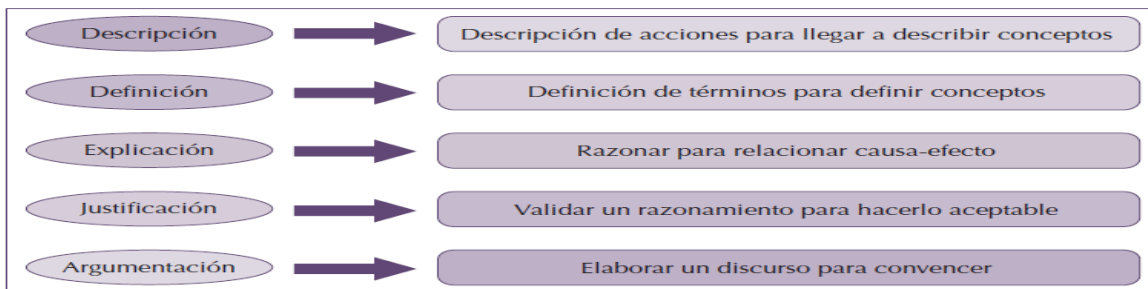 Descripción
Descripción de acciones para llegar a describir conceptos
Definición
Definición de términos para definir conceptos
Explicación
Razonar para relacionar causa-efecto
Justificación
Validar un razonamiento para hacerlo aceptable
Argumentación
Elaborar un discurso para convencer